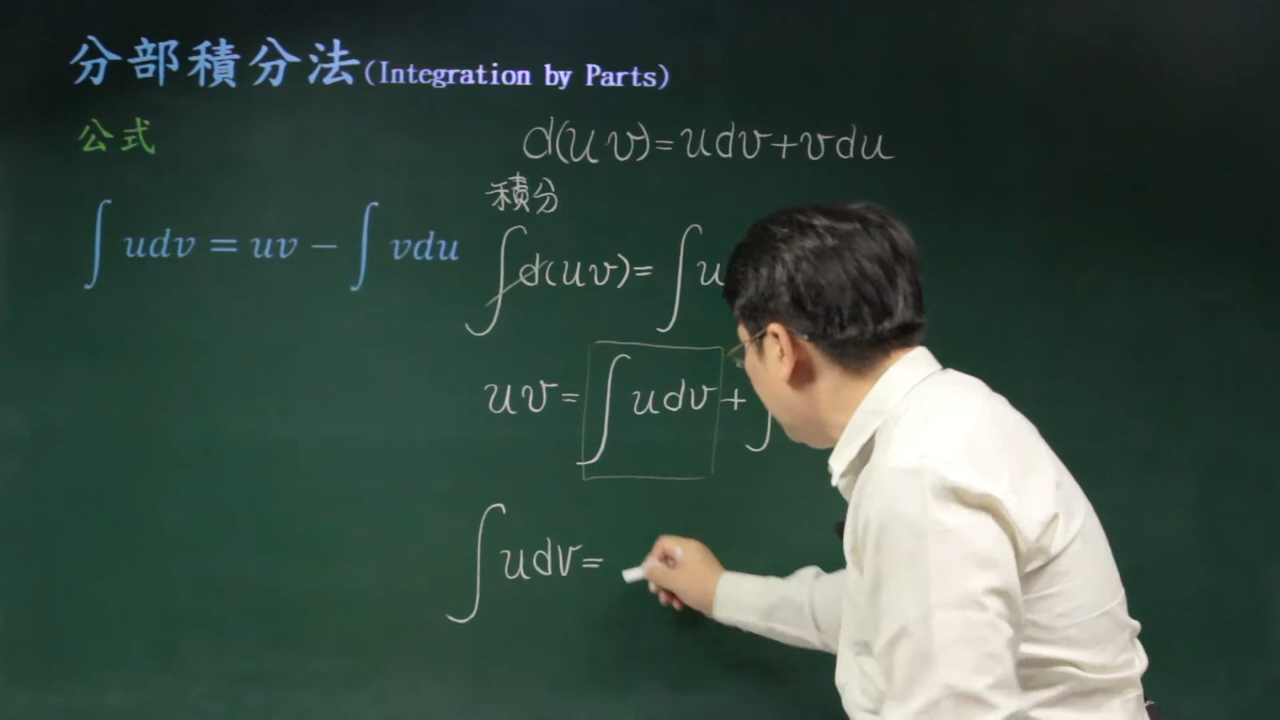 分部積分法(Integration by Parts)
公式
∫ udv = uv − ∫ vdu
d(uv)=udv+vdu
積分
∫d(uv)=∫u
uv=∫udv+∫
∫udv=